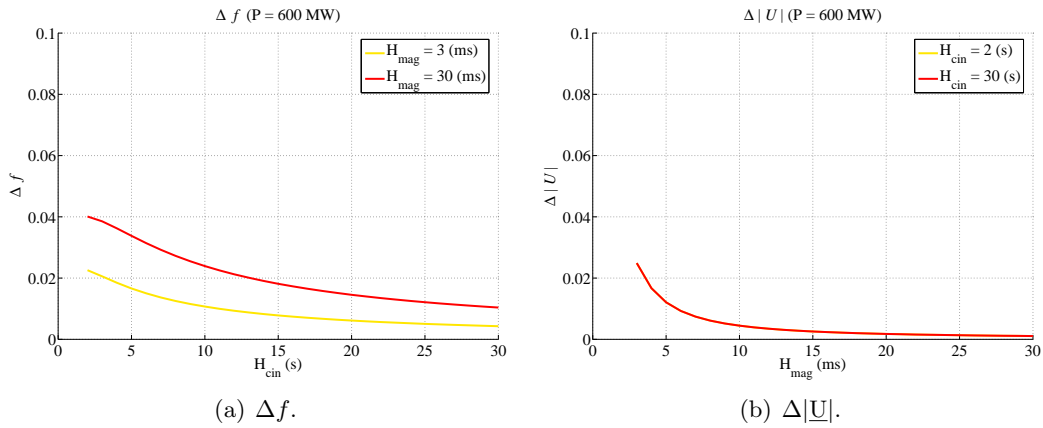 Δ f (P = 600 MW)
0.1
0.08
0.06
0.04
0.02
0
Δ f
H_mag = 3 (ms)
H_mag = 30 (ms)
0 5 10 15 20 25 30
H_cin (s)
(a) Δf.
Δ | U | (P = 600 MW)
0.1
0.08
0.06
0.04
0.02
0
Δ | U |
H_cin = 2 (s)
H_cin = 30 (s)
0 5 10 15 20 25 30
H_mag (ms)
(b) Δ|U|.